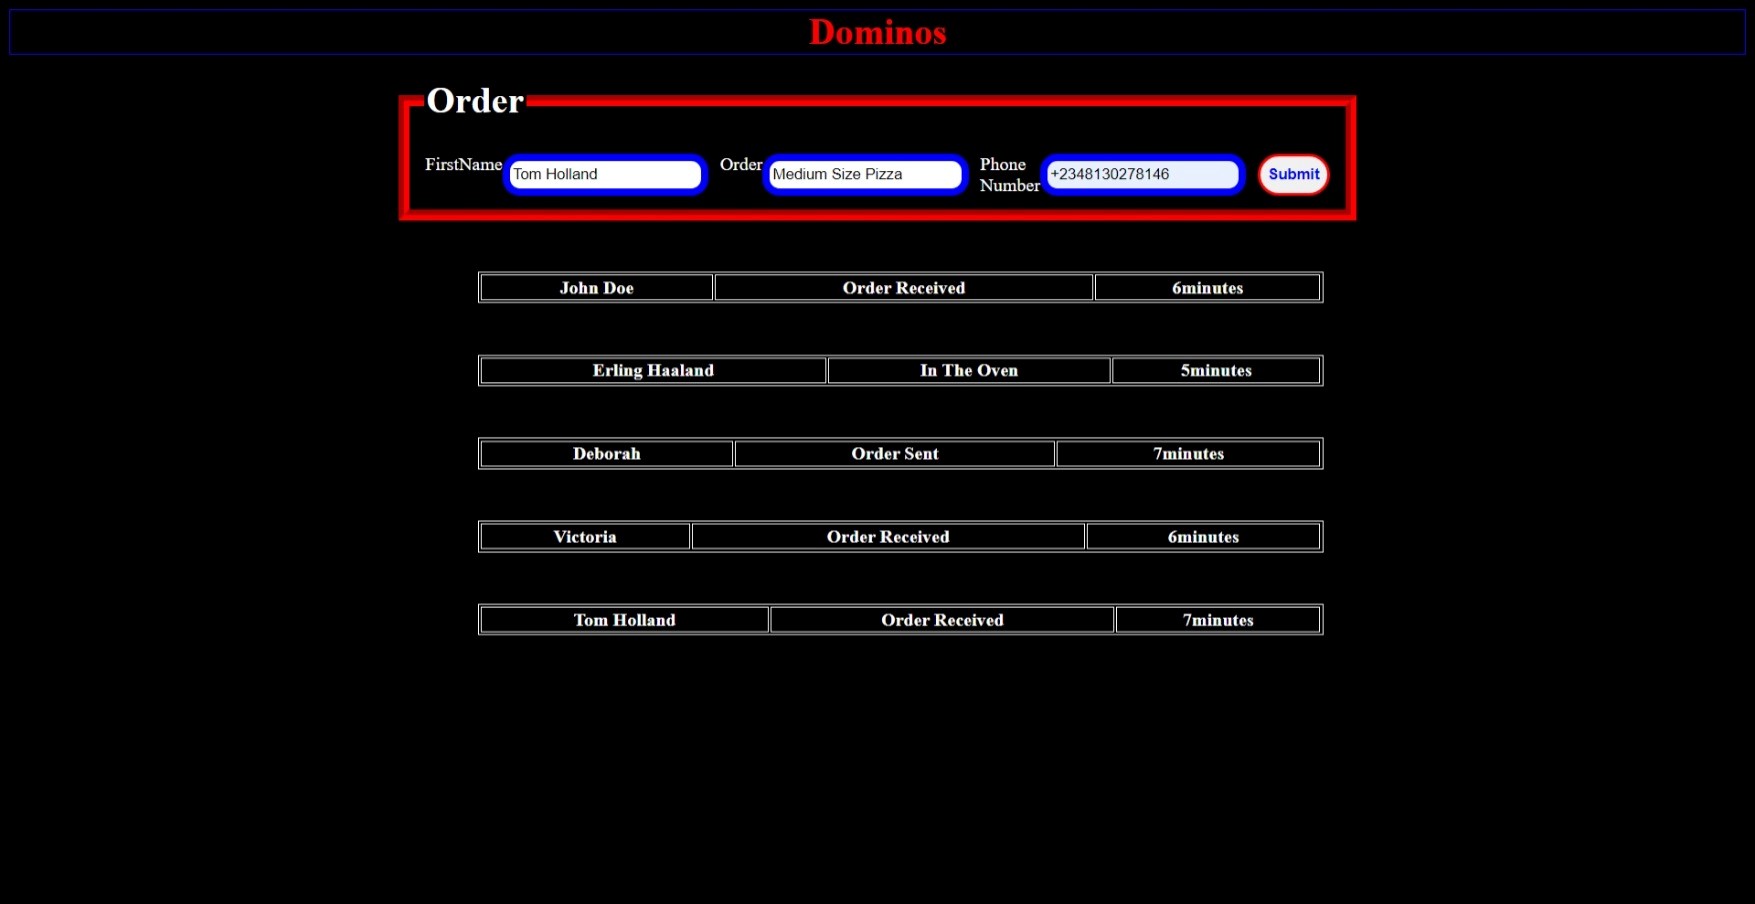 Dominos
Order
FirstName Tom Holland Order Medium Size Pizza Phone Number +2348130278146 Submit
John Doe Order Received 6minutes
Erling Haaland In The Oven 5minutes
Deborah Order Sent 7minutes
Victoria Order Received 6minutes
Tom Holland Order Received 7minutes